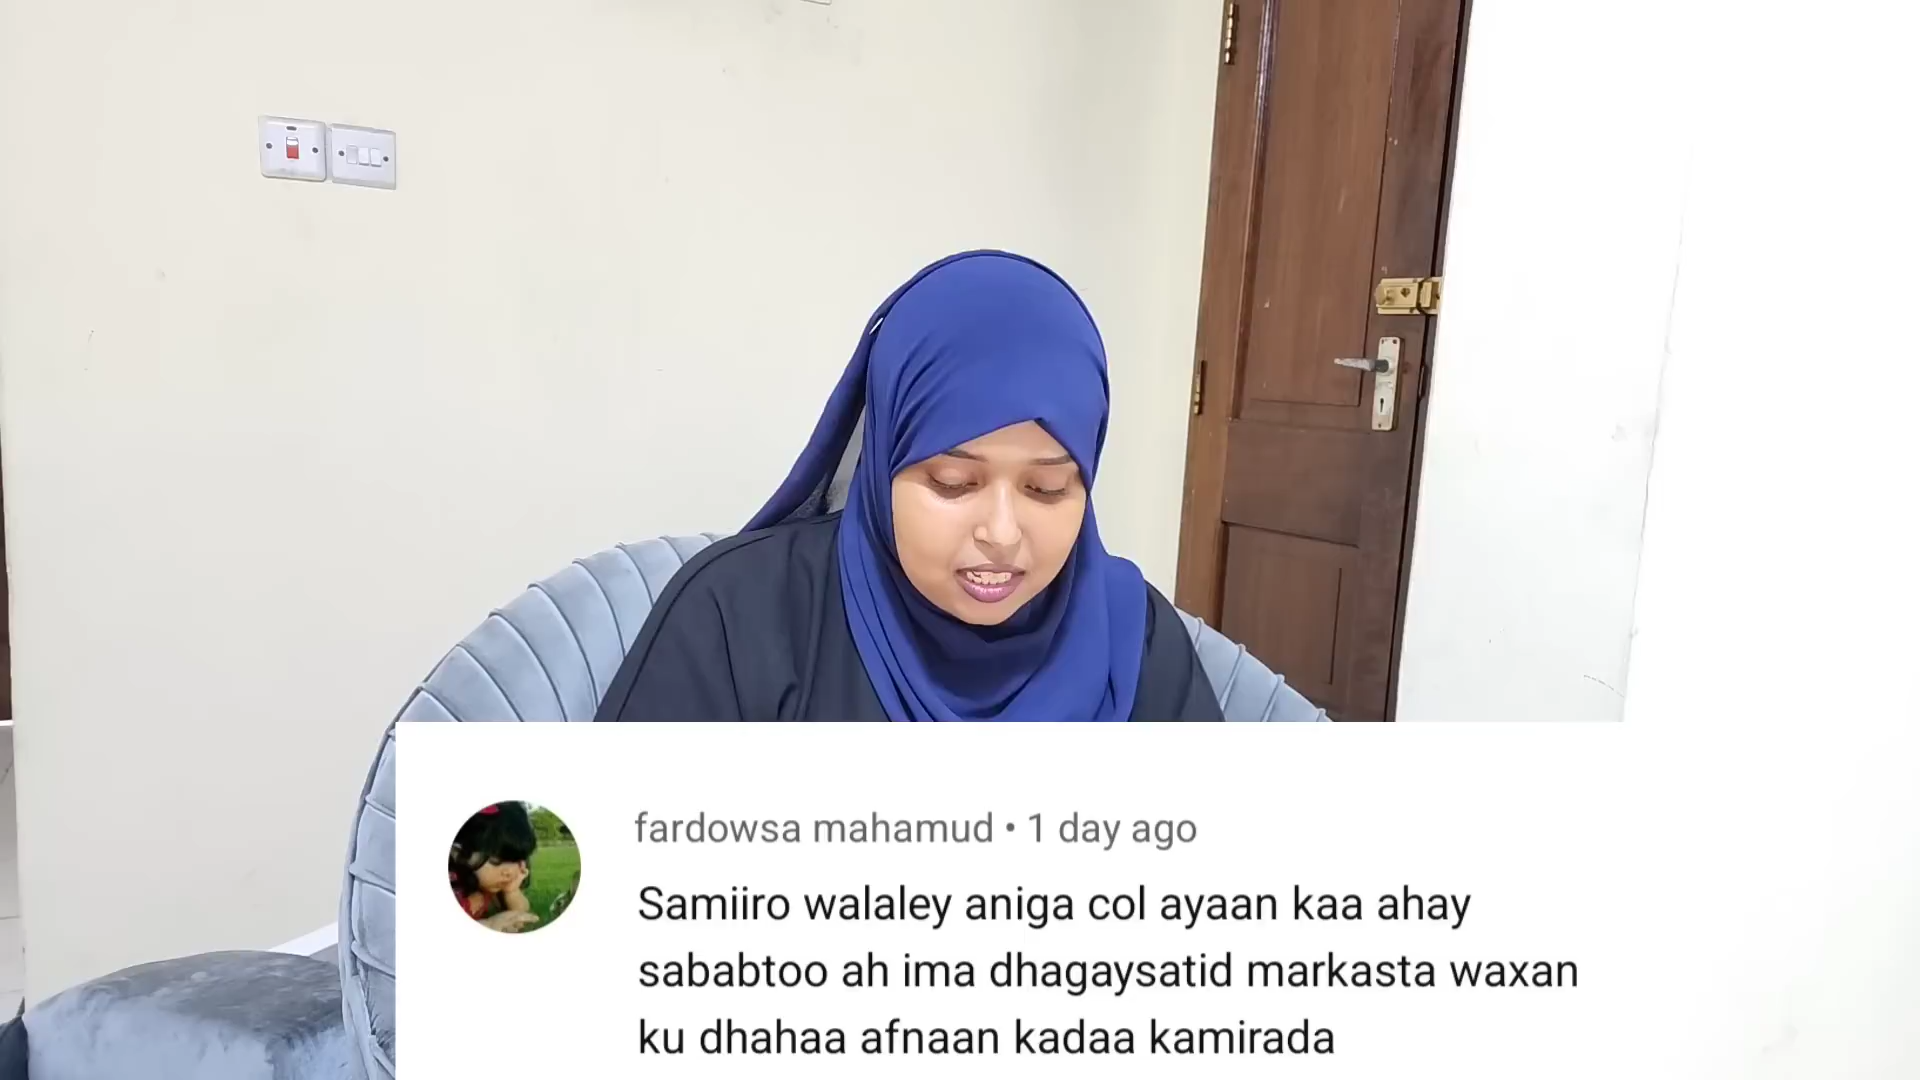 fardowsa mahamud • 1 day ago
Samiiro walaley aniga col ayaan kaa ahay
sababtoo ah ima dhagaysatid markasta waxan
ku dhahaa afnaan kadaa kamirada